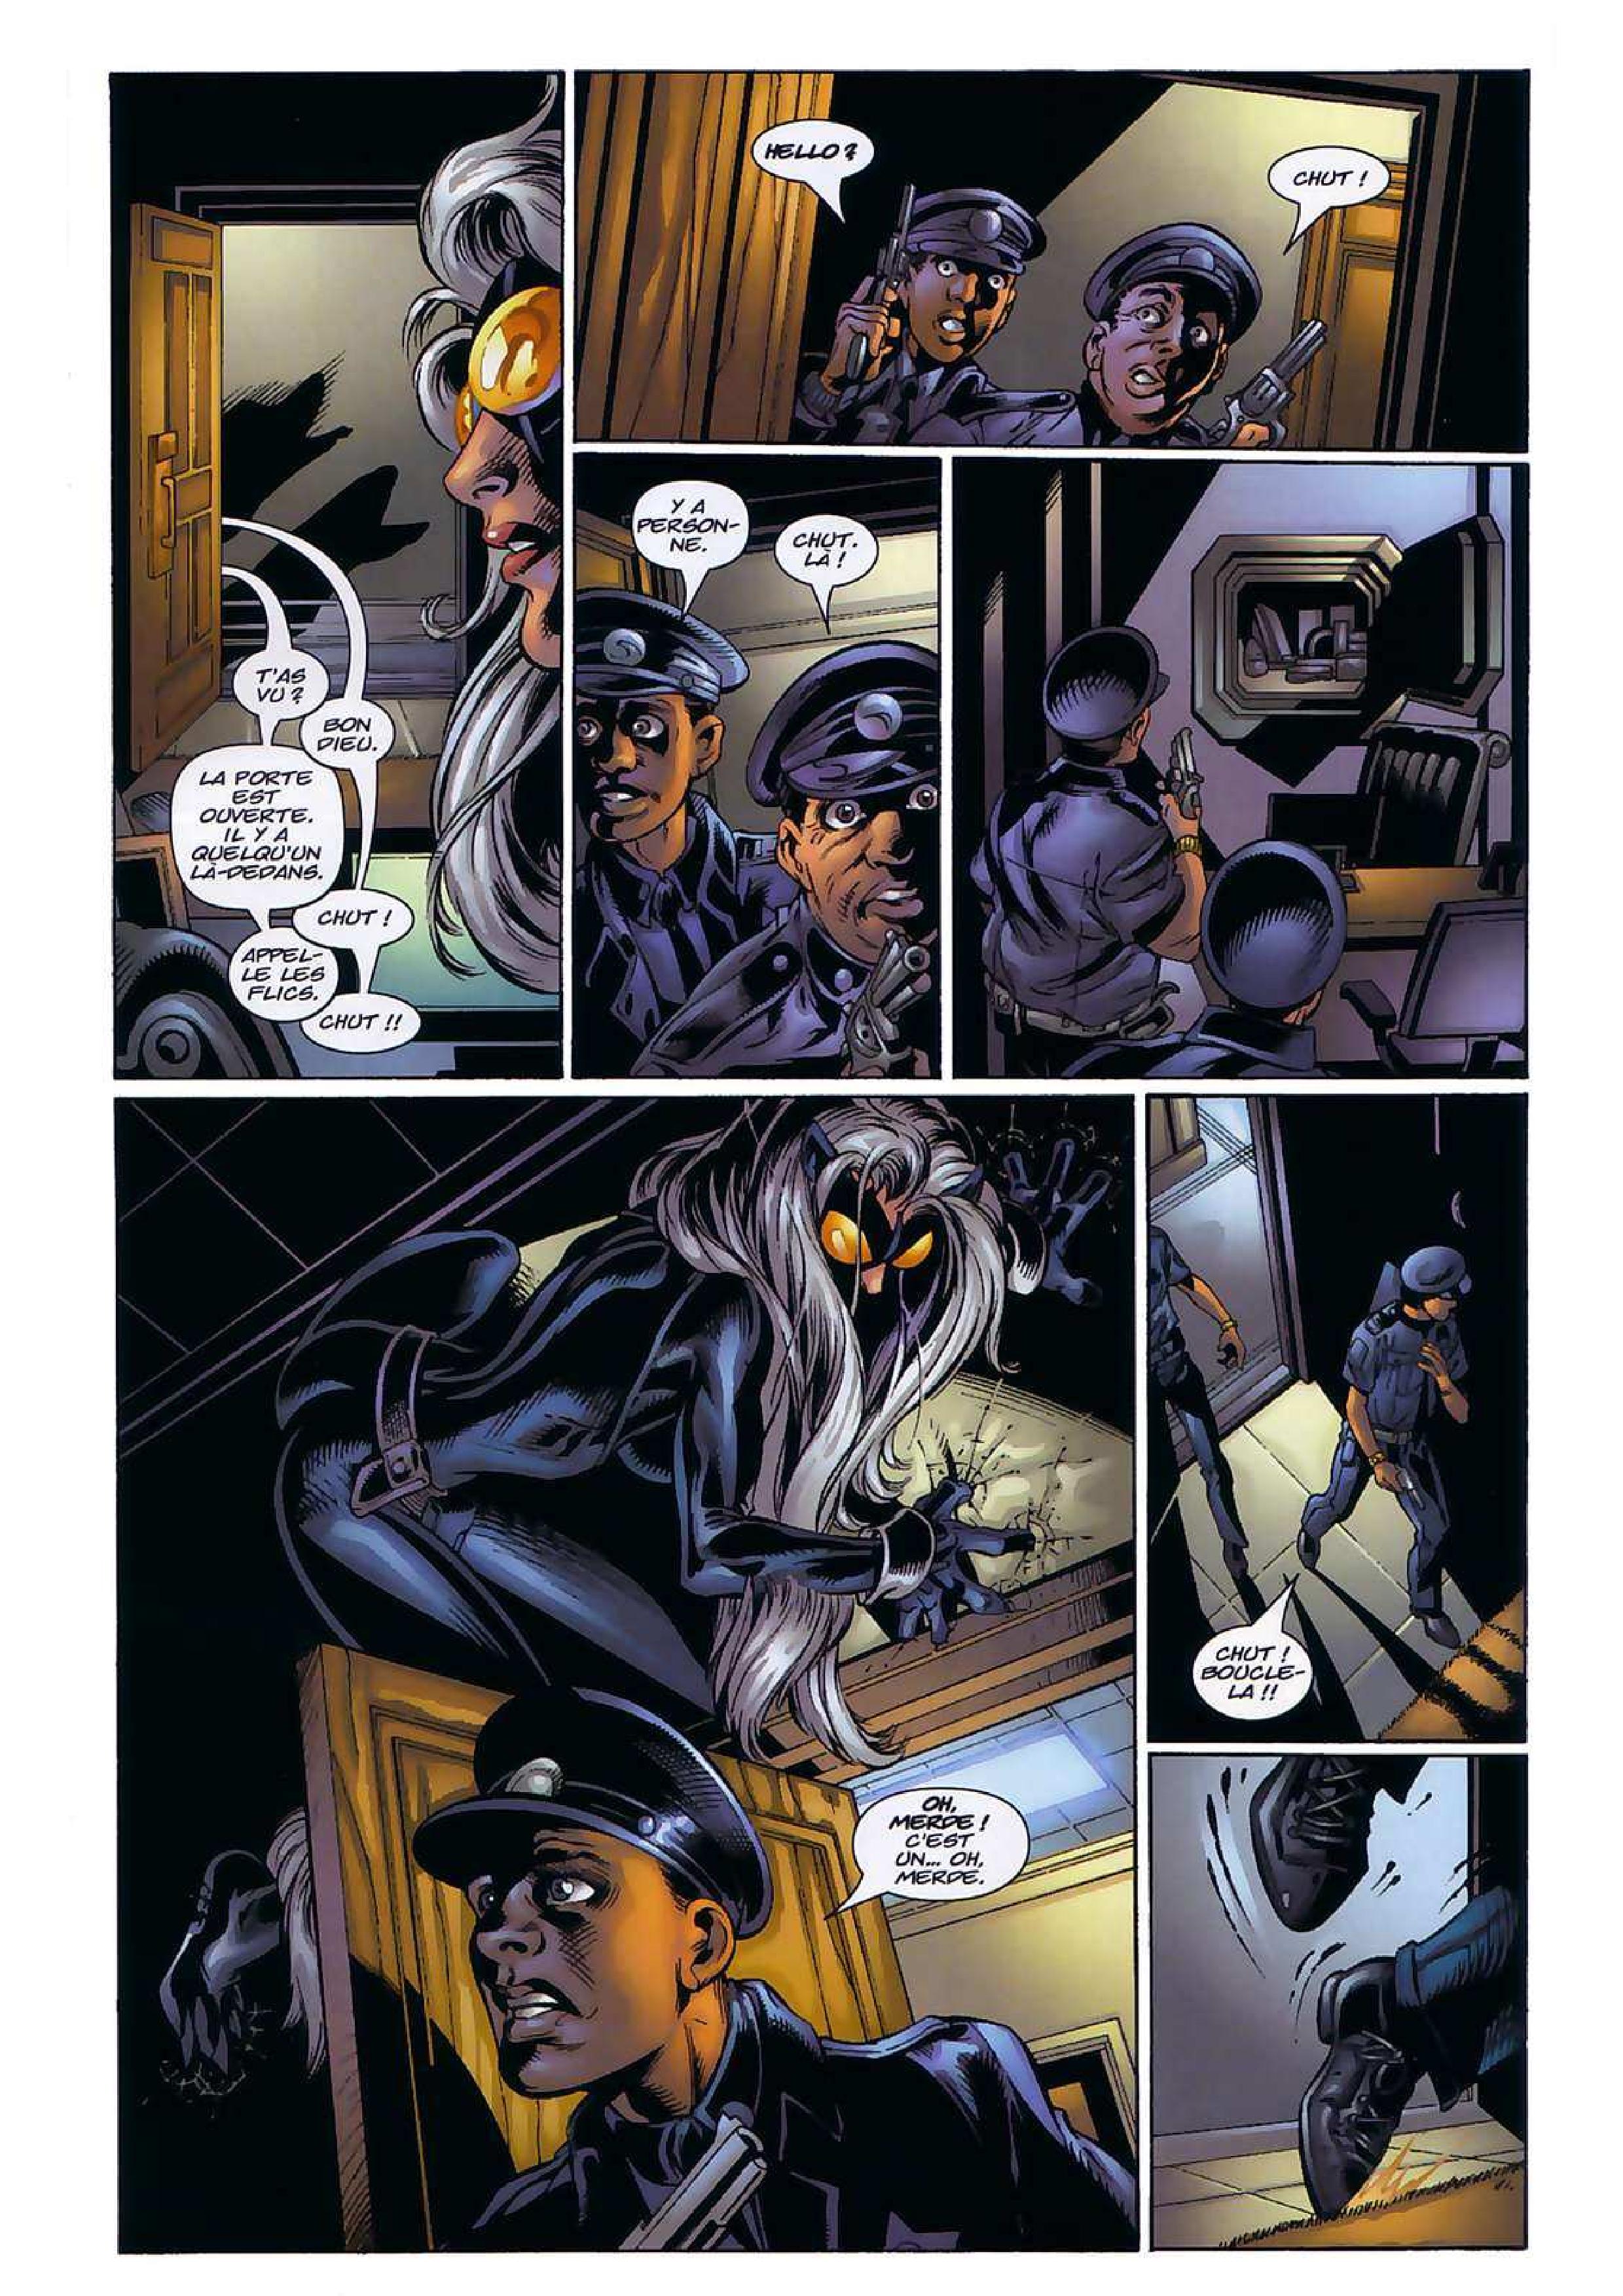 T'AS
VU ?
BON
DIEU.
LA PORTE
EST
OUVERTE.
IL Y A
QUELQU'UN
LÀ-DEDANS.
CHUT !
APPEL-
LE LES
FLICS.
CHUT !!
HELLO ?
CHUT !
Y A
PERSON-
NE.
CHUT.
LÀ !
OH,
MERDE !
C'EST
UN... OH,
MERDE.
CHUT !
BOUCLE-
LA !!